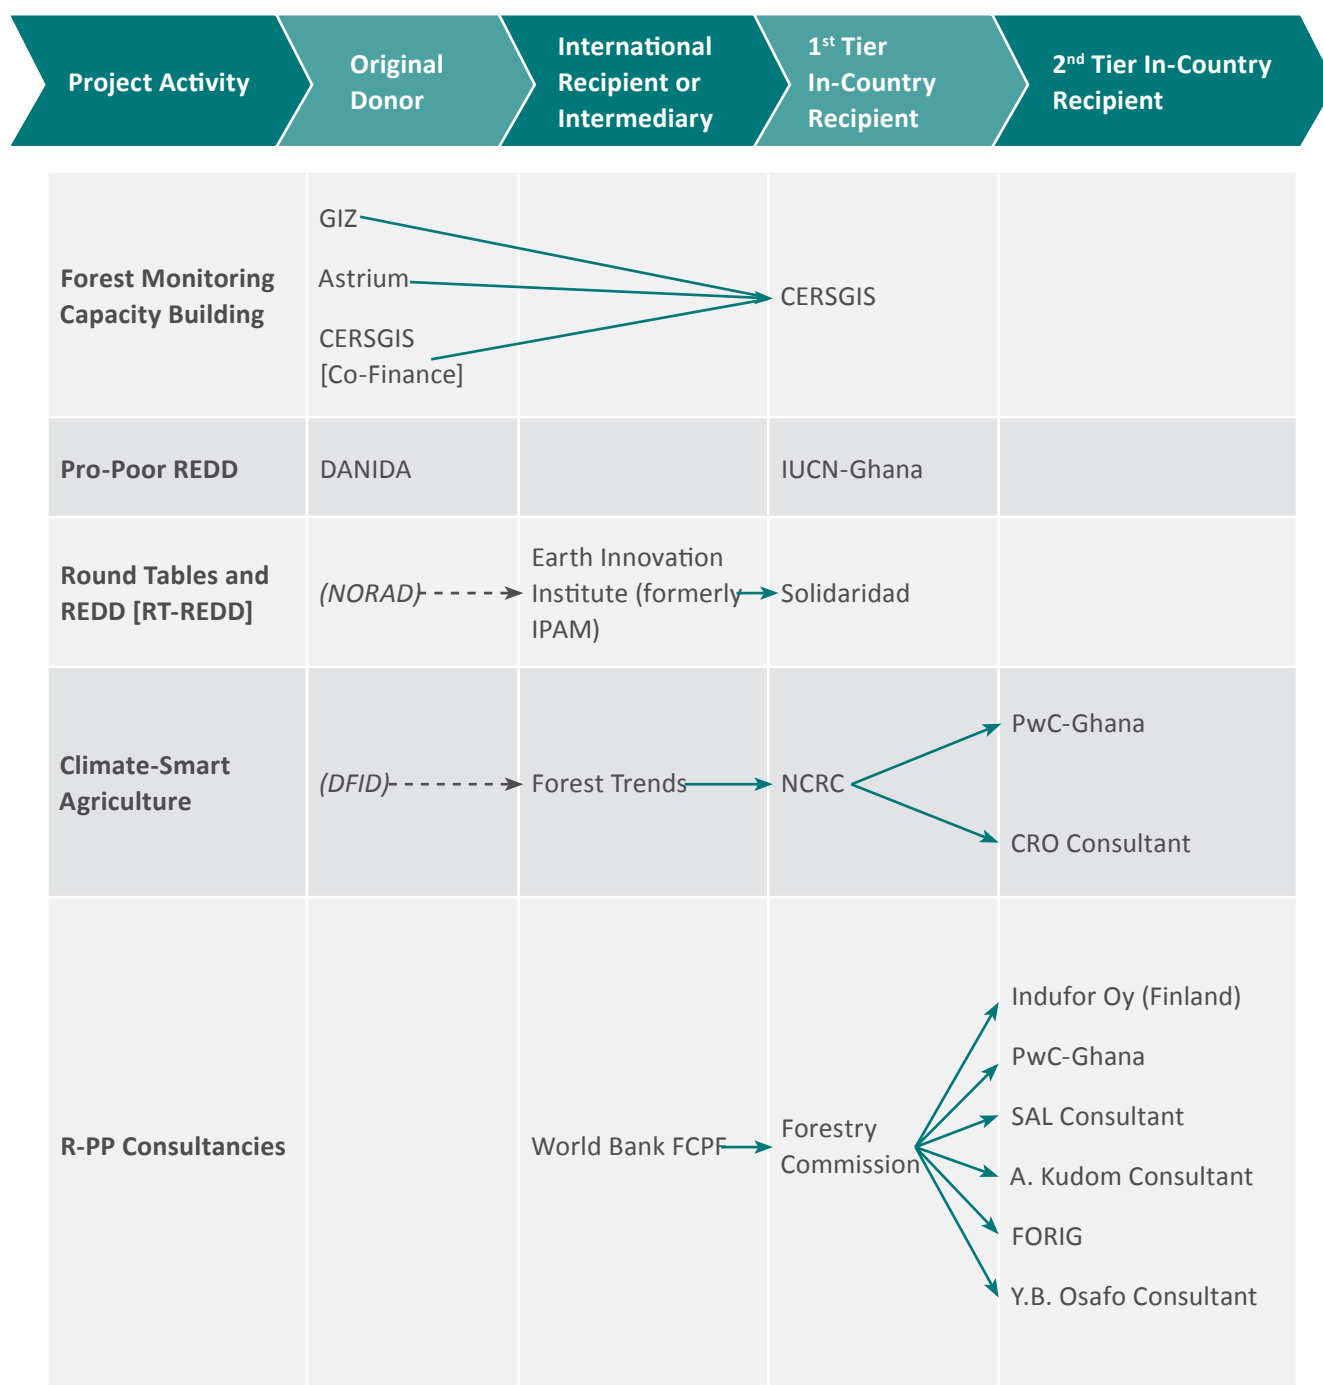 Project Activity
Original
Donor
International
Recipient or
Intermediary
1st Tier
In-Country
Recipient
2nd Tier In-Country
Recipient
Forest Monitoring
Capacity Building
GIZ
Astrium
CERSGIS
[Co-Finance]
CERSGIS
Pro-Poor REDD
DANIDA
IUCN-Ghana
Round Tables and
REDD [RT-REDD]
(NORAD)
Earth Innovation
Institute (formerly
IPAM)
Solidaridad
Climate-Smart
Agriculture
(DFID)
Forest Trends
NCRC
PwC-Ghana
CRO Consultant
R-PP Consultancies
World Bank FCPF
Forestry
Commission
Indufor Oy (Finland)
PwC-Ghana
SAL Consultant
A. Kudom Consultant
FORIG
Y.B. Osafo Consultant